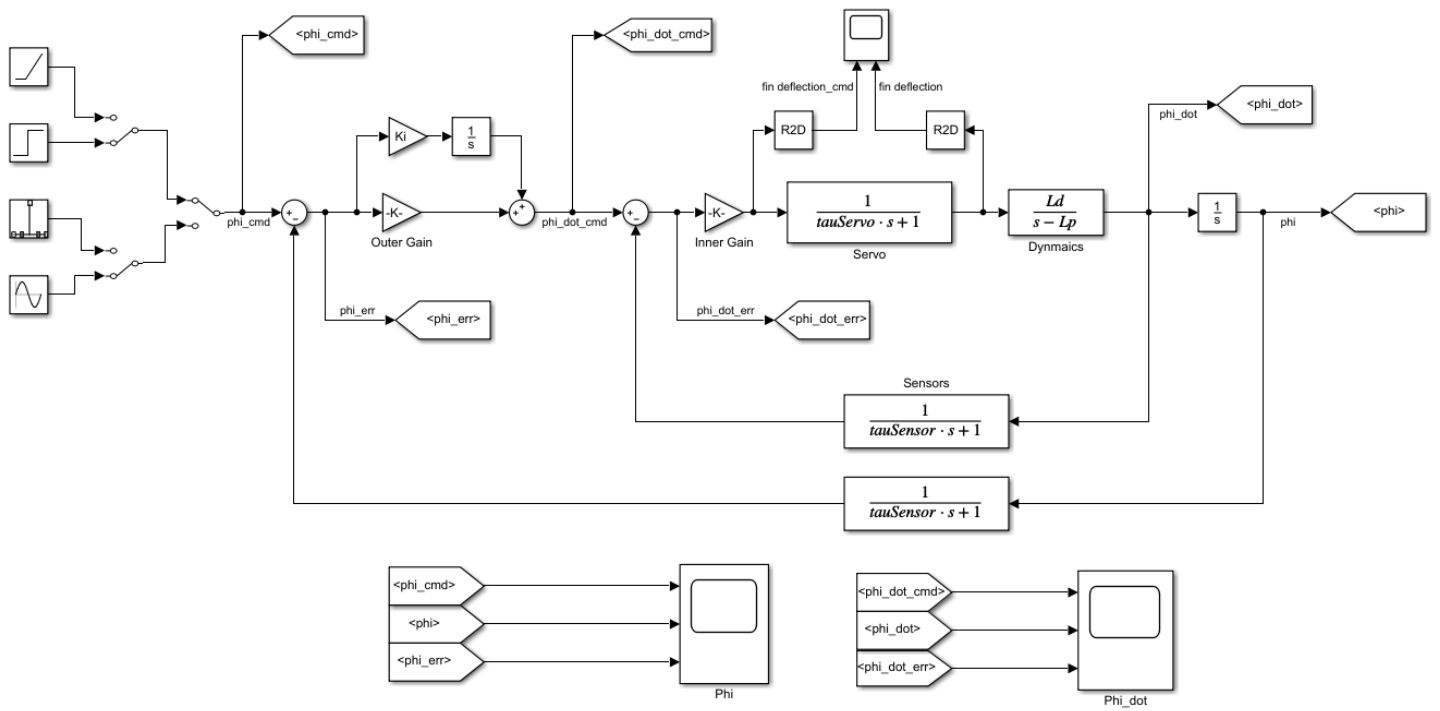 <phi_cmd>
<phi_dot_cmd>
fin deflection_cmd
fin deflection
<phi_dot>
phi_dot
R2D
R2D
Ki
1
s
phi_cmd
+
−
-K-
Outer Gain
+
+
phi_dot_cmd
+
−
-K-
Inner Gain
1
tauServo · s + 1
Servo
Ld
s − Lp
Dynmaics
1
s
phi
<phi>
phi_err
<phi_err>
phi_dot_err
<phi_dot_err>
Sensors
1
tauSensor · s + 1
1
tauSensor · s + 1
<phi_cmd>
<phi>
<phi_err>
Phi
<phi_dot_cmd>
<phi_dot>
<phi_dot_err>
Phi_dot